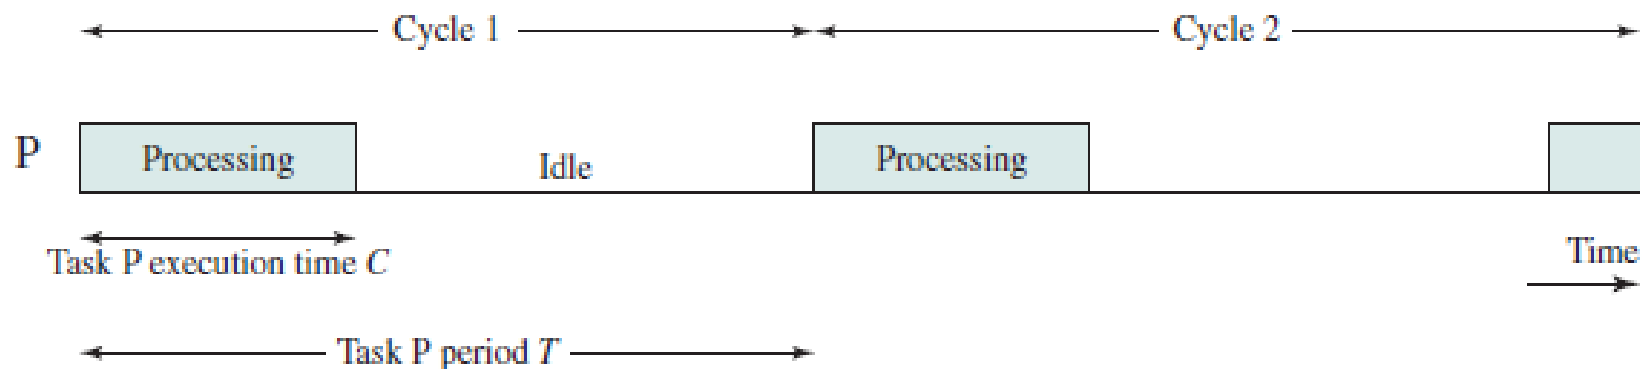 Cycle 1
Cycle 2
P
Processing
Idle
Processing
Task P execution time C
Time
Task P period T